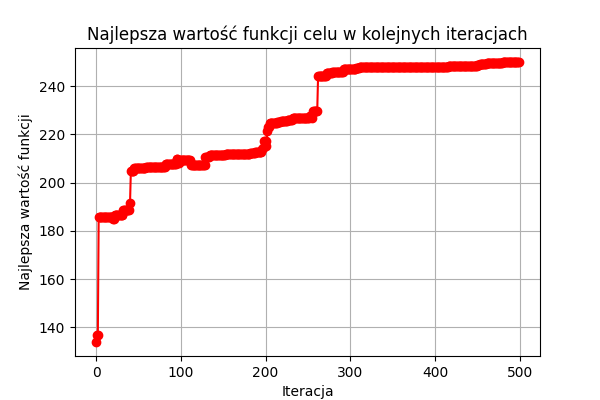 Najlepsza wartość funkcji celu w kolejnych iteracjach
Najlepsza wartość funkcji
240
220
200
180
160
140
0 100 200 300 400 500
Iteracja